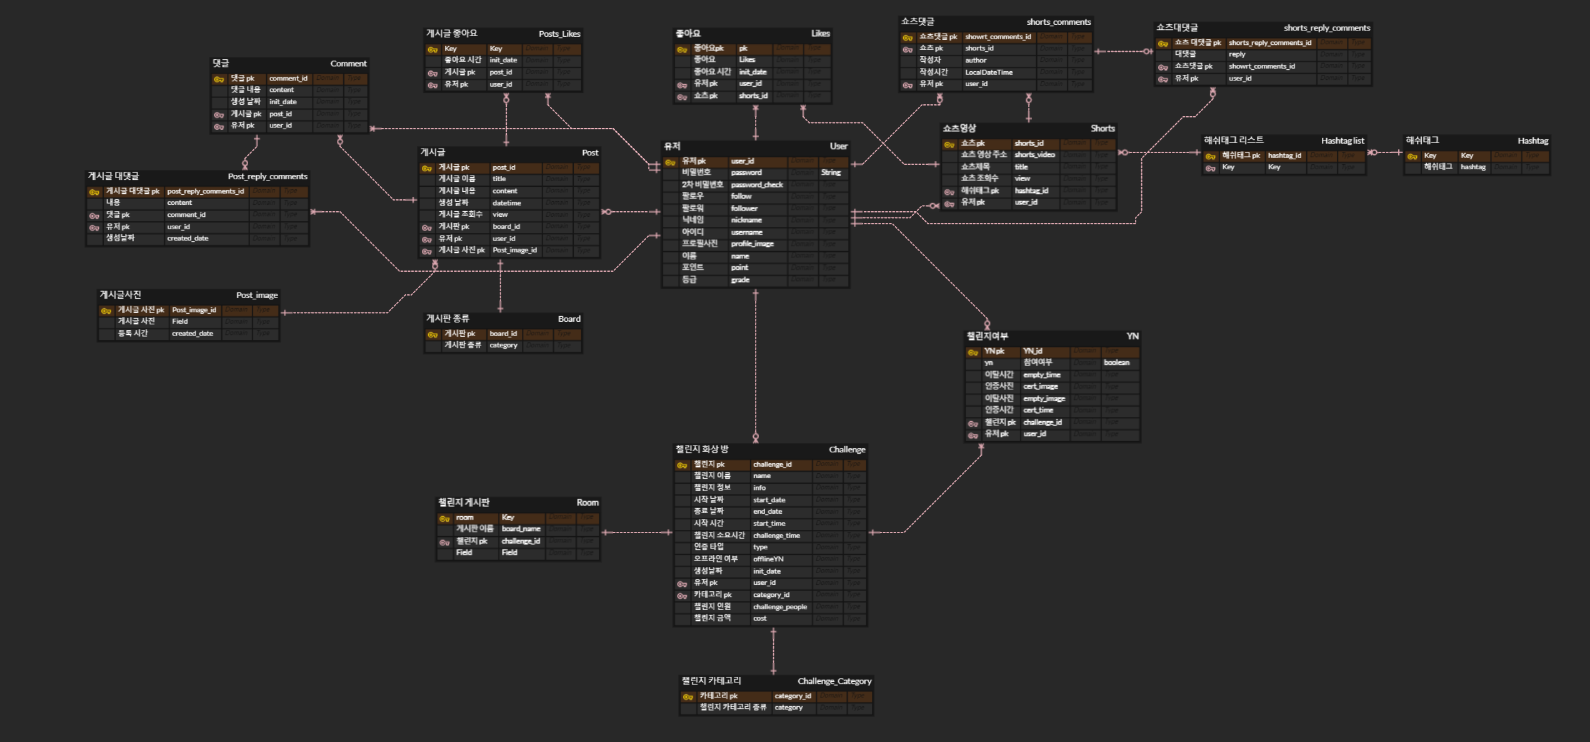 게시글 좋아요 Posts_Likes
Key Key
좋아요 시간 init_date
게시글 pk post_id
유저 pk user_id
좋아요 Likes
좋아요pk pk
좋아요 Likes
좋아요 시간 init_date
유저 pk user_id
쇼츠 pk shorts_id
쇼츠댓글 shorts_comments
쇼츠댓글 pk showrt_comments_id
쇼츠 pk shorts_id
작성자 author
작성시간 LocalDateTime
유저 pk user_id
쇼츠대댓글 shorts_reply_comments
쇼츠 대댓글 pk shorts_reply_comments_id
대댓글 reply
쇼츠댓글 pk showrt_comments_id
유저 pk user_id
댓글 Comment
댓글 pk comment_id
댓글 내용 content
생성 날짜 init_date
게시글 pk post_id
유저 pk user_id
게시글 Post
게시글 pk post_id
게시글 이름 title
게시글 내용 content
생성 날짜 datetime
게시글 조회수 view
게시판 pk board_id
유저 pk user_id
게시글 사진 pk Post_image_id
유저 User
유저 pk user_id
비밀번호 password String
2차 비밀번호 password_check
팔로우 follow
팔로워 follower
닉네임 nickname
아이디 username
프로필사진 profile_image
이름 name
포인트 point
등급 grade
쇼츠영상 Shorts
쇼츠 pk shorts_id
쇼츠 영상 주소 shorts_video
쇼츠제목 title
쇼츠 조회수 view
해쉬태그 pk hashtag_id
유저 pk user_id
해쉬태그 리스트 Hashtag list
해쉬태그 pk hashtag_id
Key Key
해쉬태그 Hashtag
Key Key
해쉬태그 hashtag
게시글 대댓글 Post_reply_comments
게시글 대댓글 pk post_reply_comments_id
내용 content
댓글 pk comment_id
유저 pk user_id
생성날짜 created_date
게시글사진 Post_image
게시글 사진 pk Post_image_id
게시글 사진 Field
등록 시간 created_date
게시판 종류 Board
게시판 pk board_id
게시판 종류 category
챌린지여부 YN
YN pk YN_id
yn 참여여부 boolean
이탈시간 empty_time
인증사진 cert_image
이탈사진 empty_image
인증시간 cert_time
챌린지 pk challenge_id
유저 pk user_id
챌린지 화상 방 Challenge
챌린지 pk challenge_id
챌린지 이름 name
챌린지 정보 info
시작 날짜 start_date
종료 날짜 end_date
시작 시간 start_time
챌린지 소요시간 challenge_time
인증 타입 type
오프라인 여부 offlineYN
생성날짜 init_date
유저 pk user_id
카테고리 pk category_id
챌린지 인원 challenge_people
챌린지 금액 cost
챌린지 게시판 Room
room Key
게시판 이름 board_name
챌린지 pk challenge_id
Field Field
챌린지 카테고리 Challenge_Category
카테고리 pk category_id
챌린지 카테고리 종류 category